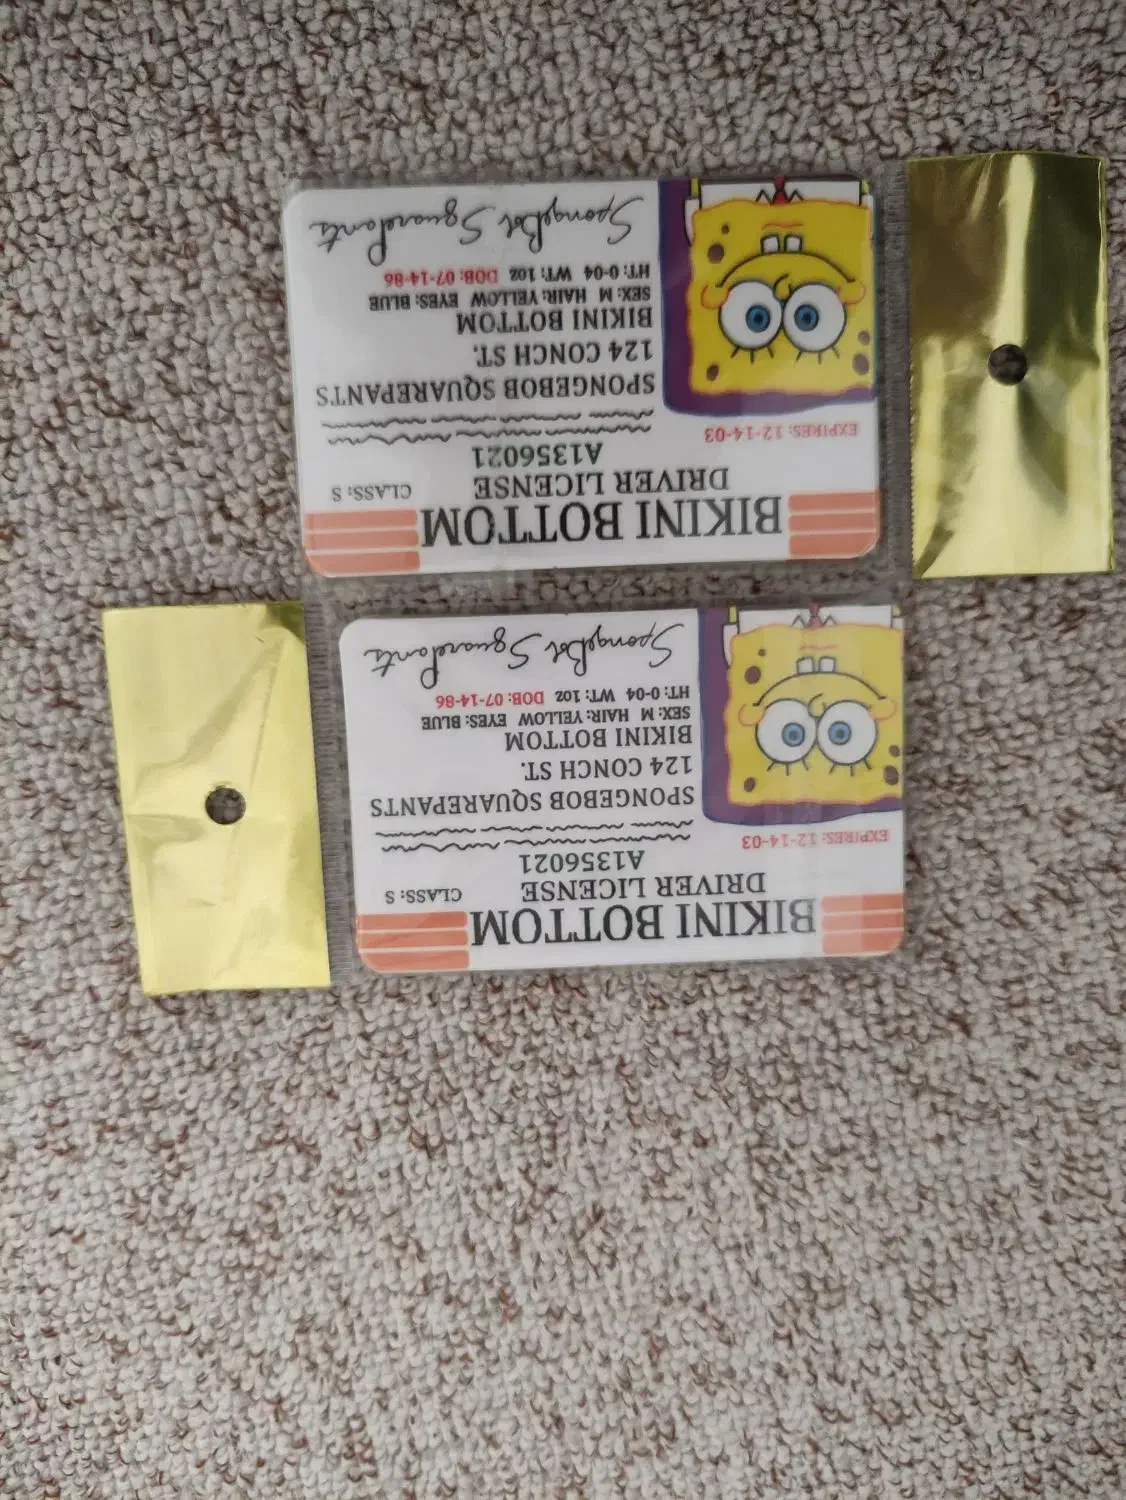 BIKINI BOTTOM
DRIVER LICENSE
A1356021
CLASS: S
EXPIRES: 12-14-03
SPONGEBOB SQUAREPANTS
124 CONCH ST.
BIKINI BOTTOM
SEX: M HAIR: YELLOW EYES: BLUE
HT: 0-04 WT: 1oz DOB: 07-14-86
SpongeBob SquarePants
BIKINI BOTTOM
DRIVER LICENSE
A1356021
CLASS: S
EXPIRES: 12-14-03
SPONGEBOB SQUAREPANTS
124 CONCH ST.
BIKINI BOTTOM
SEX: M HAIR: YELLOW EYES: BLUE
HT: 0-04 WT: 1oz DOB: 07-14-86
SpongeBob SquarePants